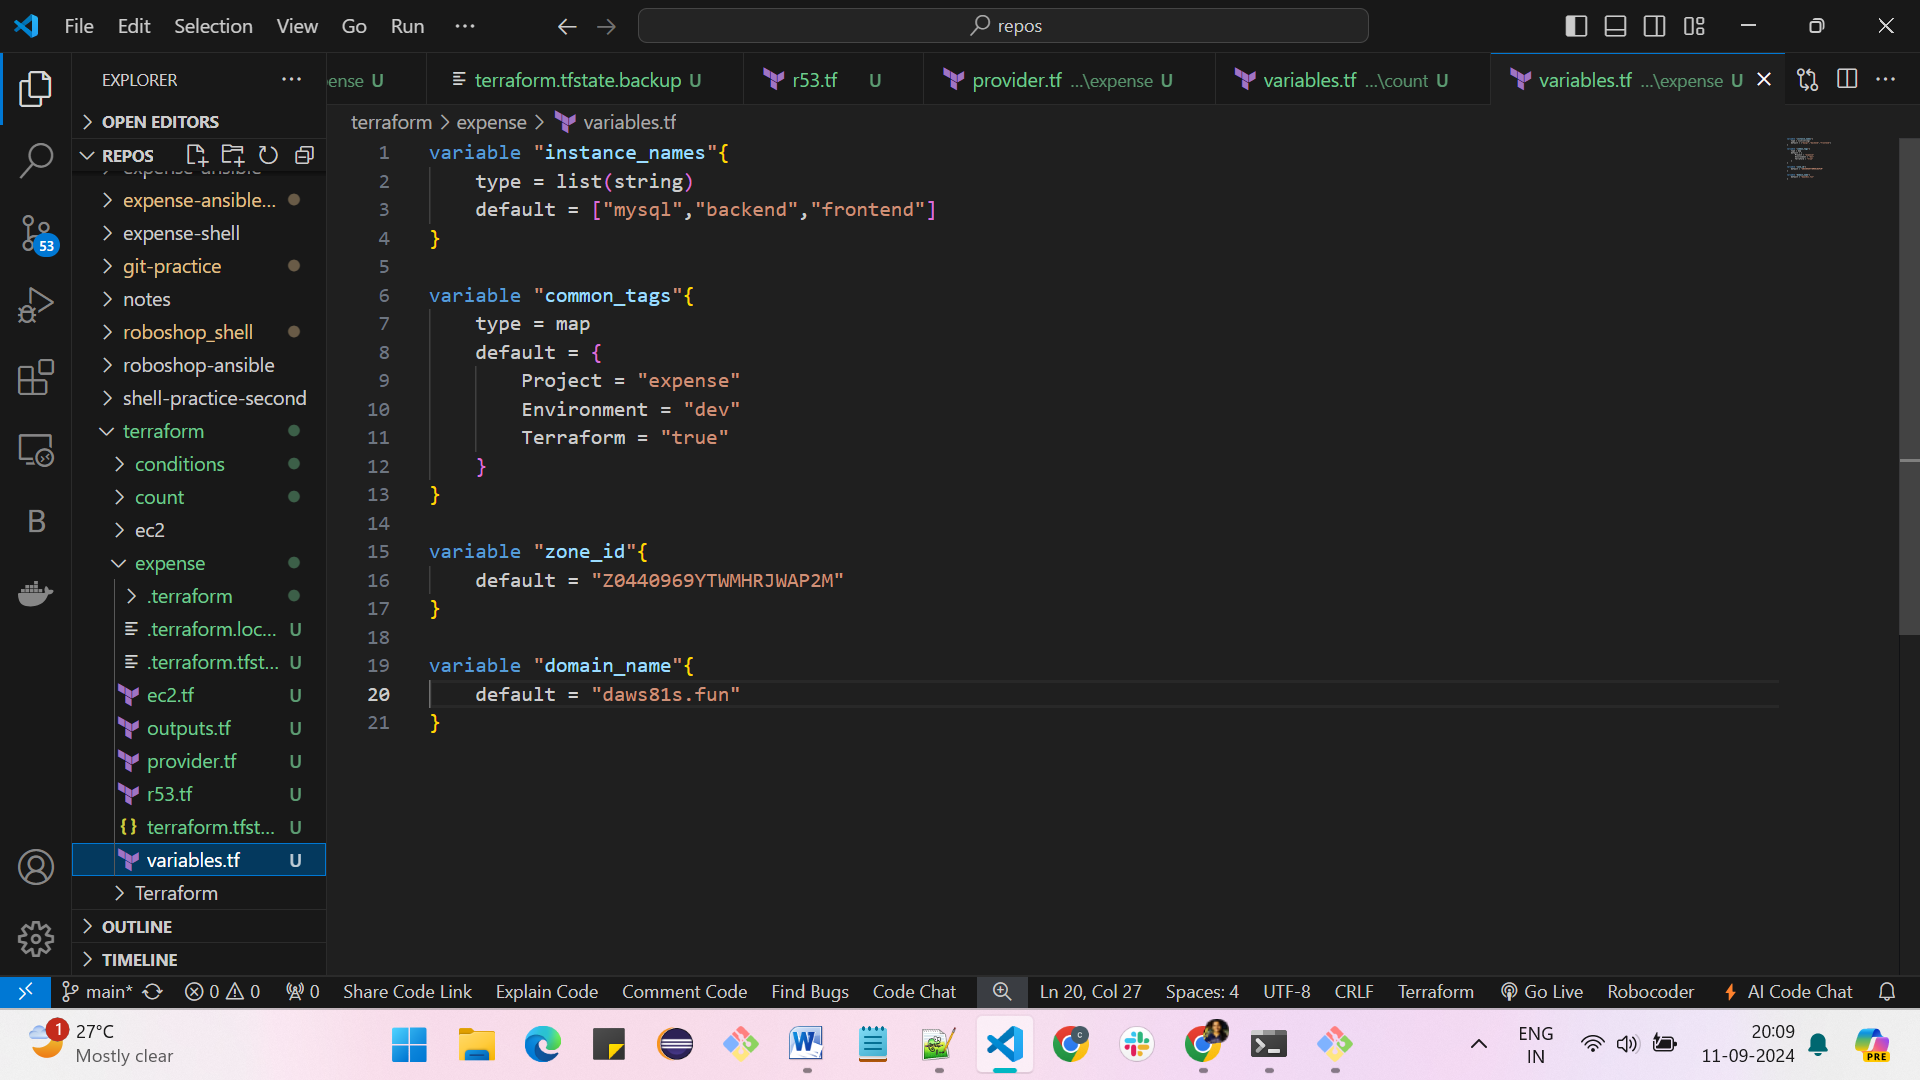 File Edit Selection View Go Run ···
repos
EXPLORER
OPEN EDITORS
REPOS
expense-ansible
expense-ansible...
expense-shell
git-practice
notes
roboshop_shell
roboshop-ansible
shell-practice-second
terraform
conditions
count
ec2
expense
.terraform
.terraform.loc... U
.terraform.tfst... U
ec2.tf U
outputs.tf U
provider.tf U
r53.tf U
terraform.tfst... U
variables.tf U
Terraform
OUTLINE
TIMELINE
53
B
ense U
terraform.tfstate.backup U
r53.tf U
provider.tf ...\expense U
variables.tf ...\count U
variables.tf ...\expense U
terraform > expense > variables.tf
1 variable "instance_names"{
2 type = list(string)
3 default = ["mysql","backend","frontend"]
4 }
5
6 variable "common_tags"{
7 type = map
8 default = {
9 Project = "expense"
10 Environment = "dev"
11 Terraform = "true"
12 }
13 }
14
15 variable "zone_id"{
16 default = "Z0440969YTWMHRJWAP2M"
17 }
18
19 variable "domain_name"{
20 default = "daws81s.fun"
21 }
main* 0 0 0 Share Code Link Explain Code Comment Code Find Bugs Code Chat Ln 20, Col 27 Spaces: 4 UTF-8 CRLF Terraform Go Live Robocoder AI Code Chat
1
27°C
Mostly clear
ENG
IN
20:09
11-09-2024
PRE